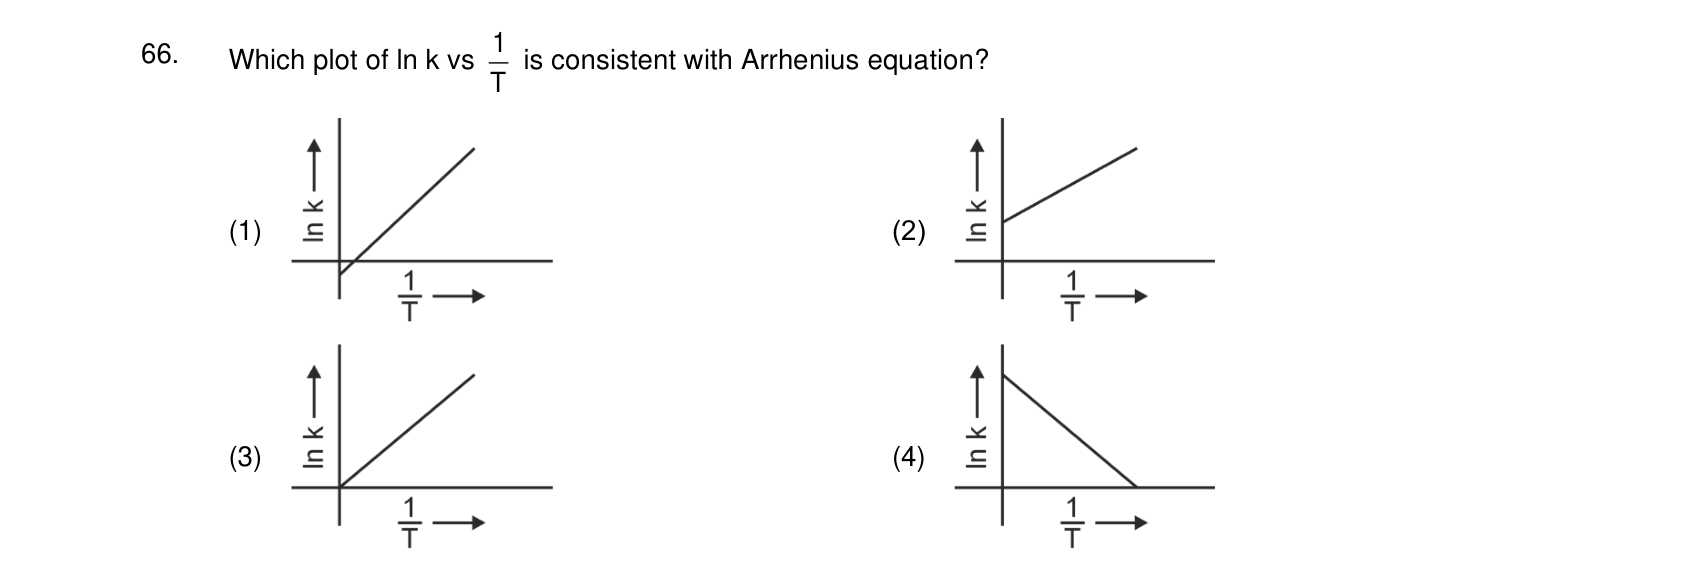 66. Which plot of ln k vs 1/T is consistent with Arrhenius equation?
(1) ln k 1/T
(2) ln k 1/T
(3) ln k 1/T
(4) ln k 1/T